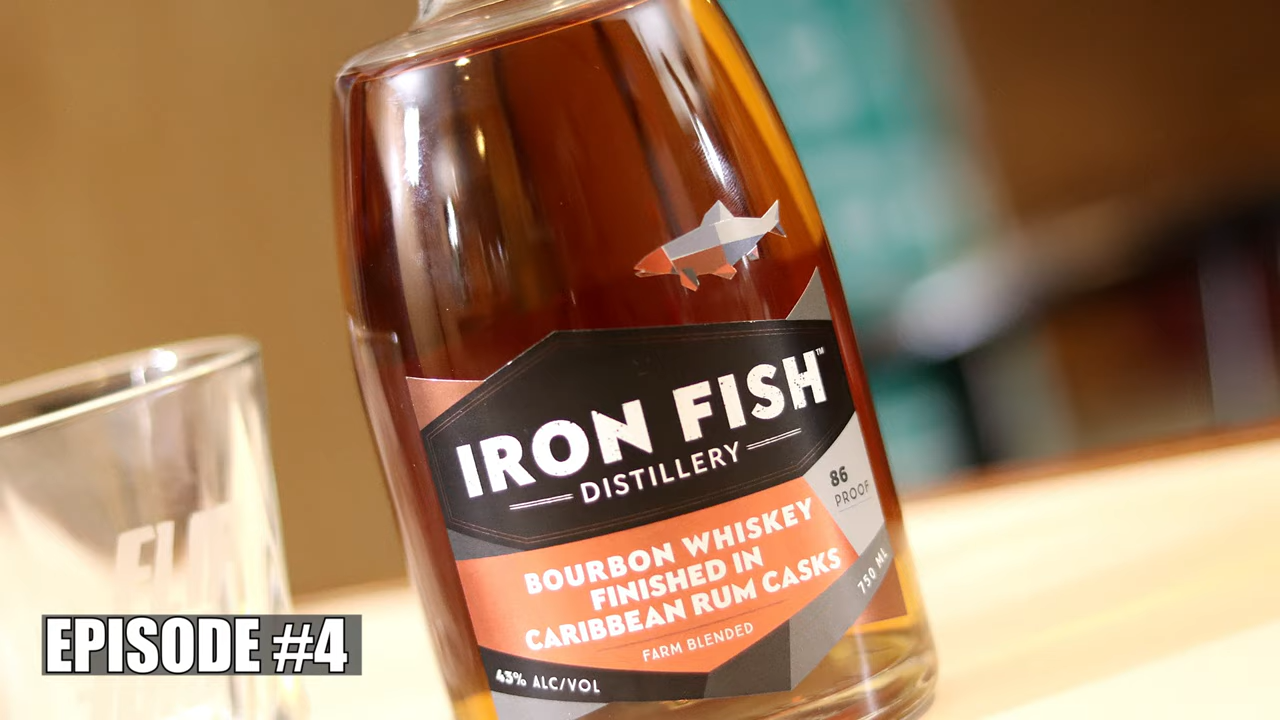 IRON FISH™
DISTILLERY
86
PROOF
BOURBON WHISKEY
FINISHED IN
CARIBBEAN RUM CASKS
FARM BLENDED
750 ML
43% ALC/VOL
EPISODE #4